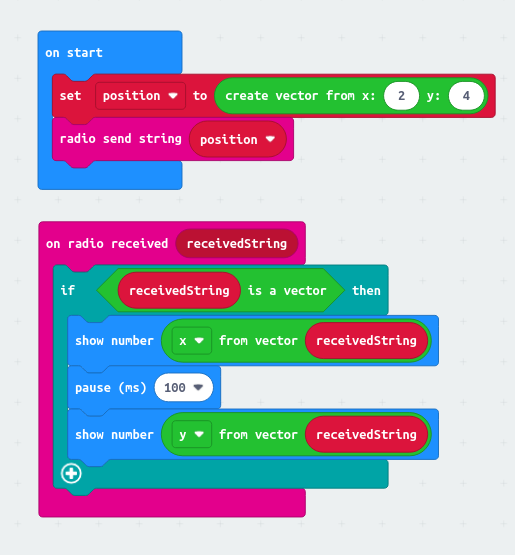 on start
set position to create vector from x: 2 y: 4
radio send string position
on radio received receivedString
if receivedString is a vector then
show number x from vector receivedString
pause (ms) 100
show number y from vector receivedString